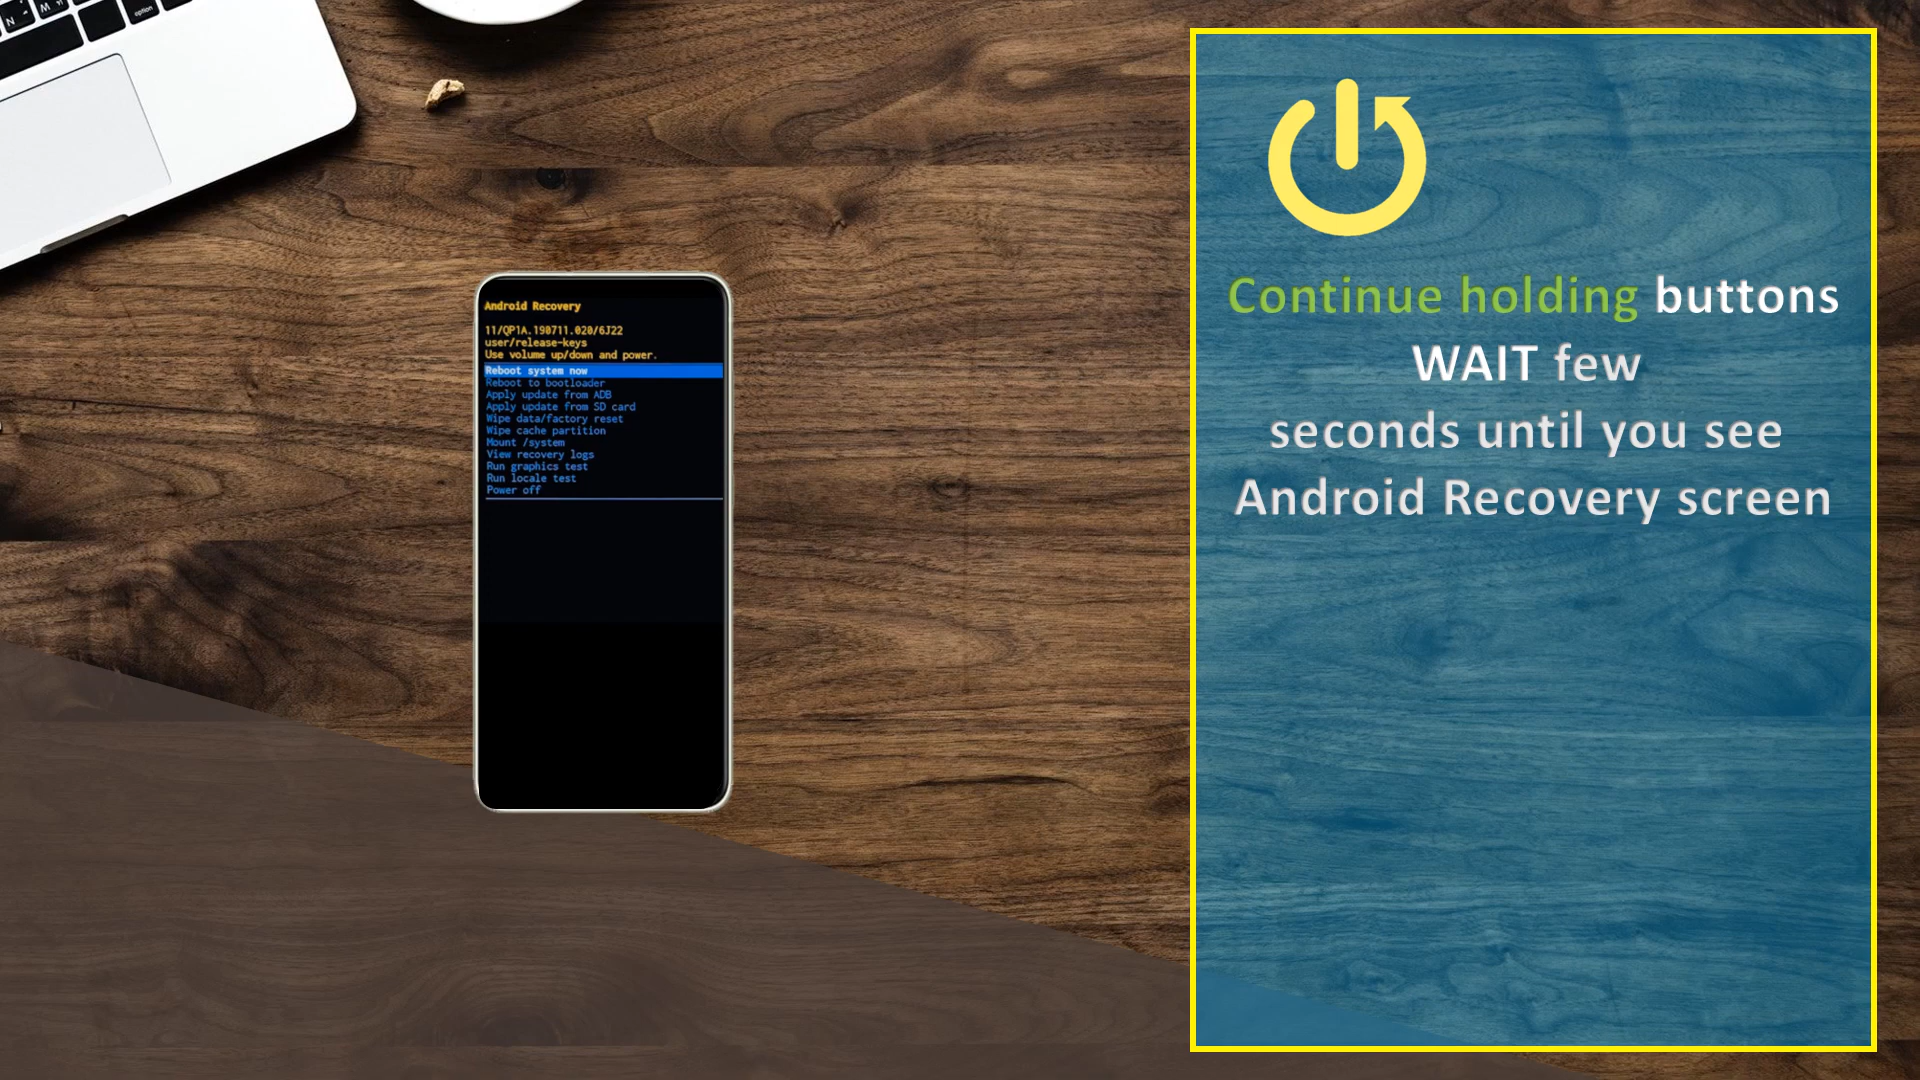 option
Continue holding buttons
WAIT few
seconds until you see
Android Recovery screen
Android Recovery
11/QP1A.190711.020/6J22
user/release-keys
Use volume up/down and power.
Reboot system now
Reboot to bootloader
Apply update from ADB
Apply update from SD card
Wipe data/factory reset
Wipe cache partition
Mount /system
View recovery logs
Run graphics test
Run locale test
Power off